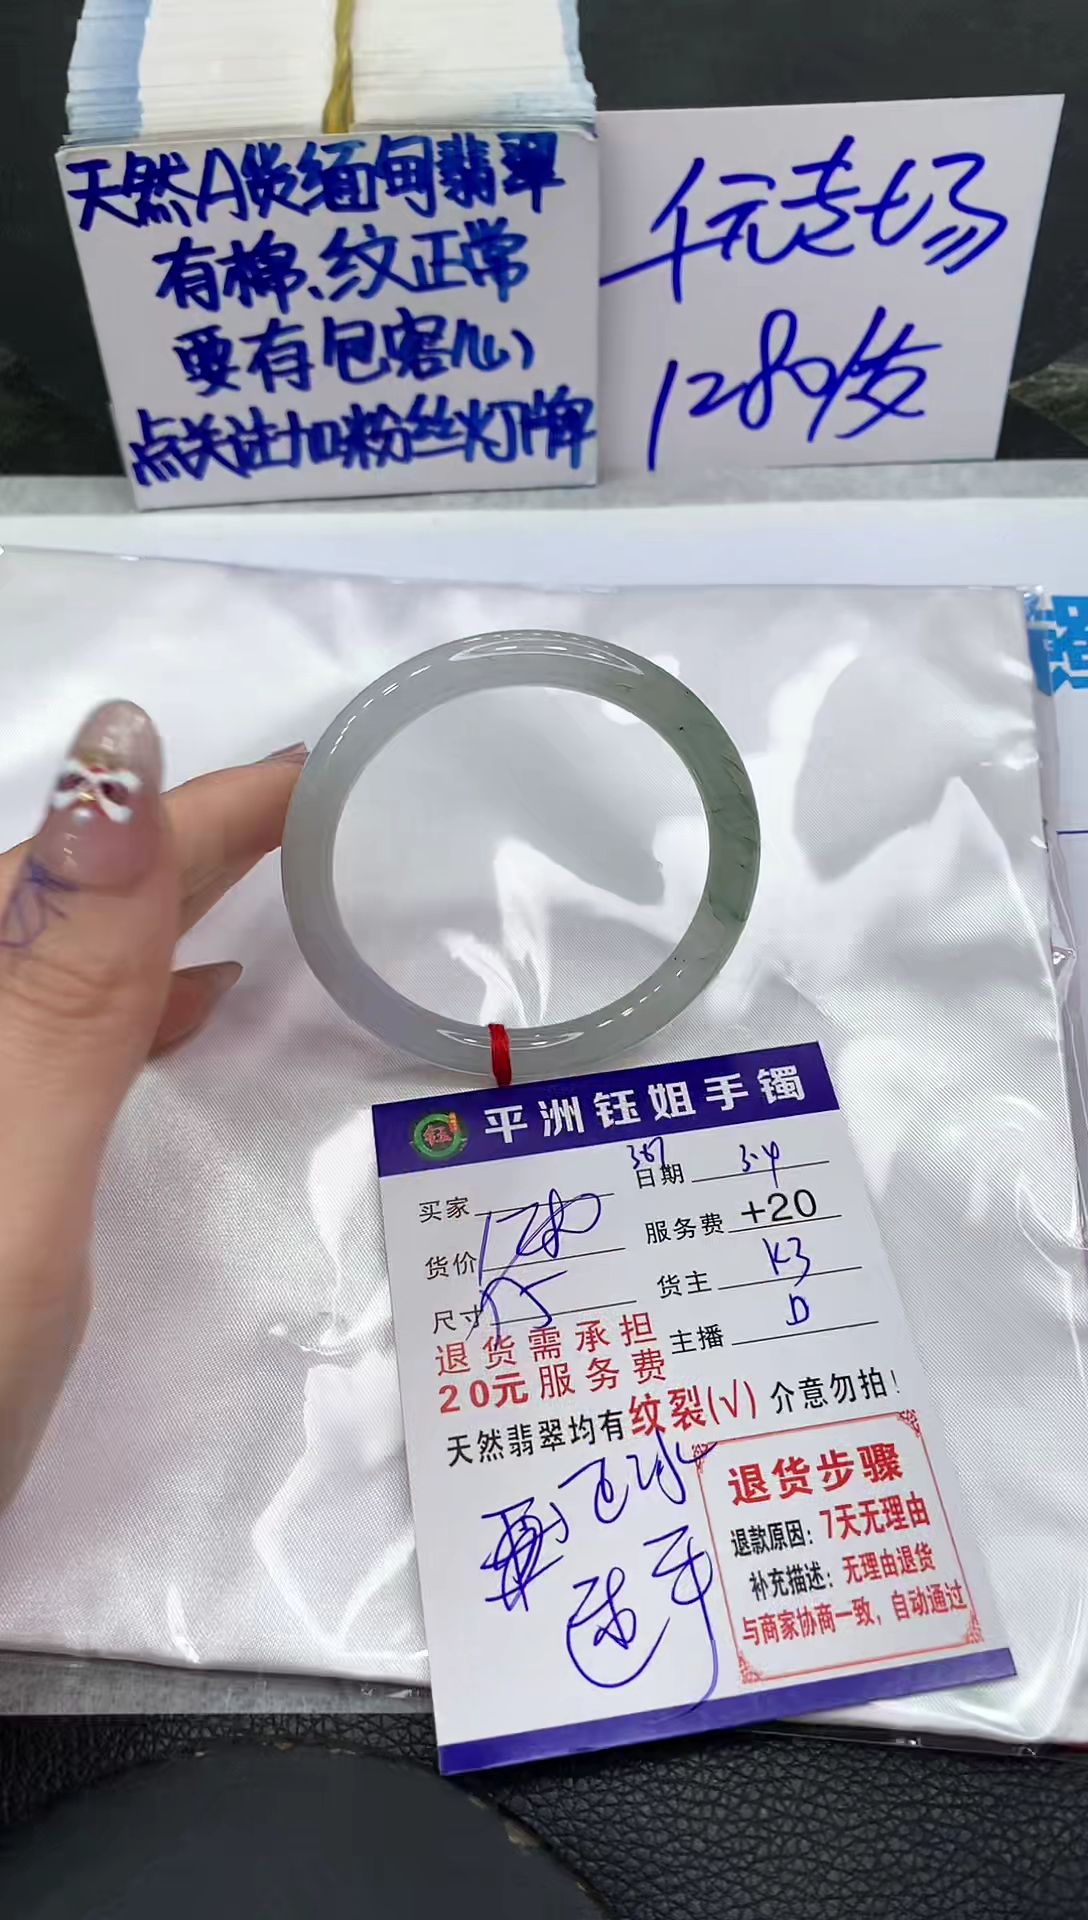 天然A货缅甸翡翠
有棉、纹正常
要有包容心
点关注加粉丝灯牌
千元走场
1280发
平洲钰姐手镯
钰
买家
日期 3.4
货价 1280
服务费 +20
尺寸
货主 K3
主播 D
退货需承担
20元服务费
天然翡翠均有纹裂(√)介意勿拍！
退货步骤
退款原因：7天无理由
补充描述：无理由退货
与商家协商一致，自动通过